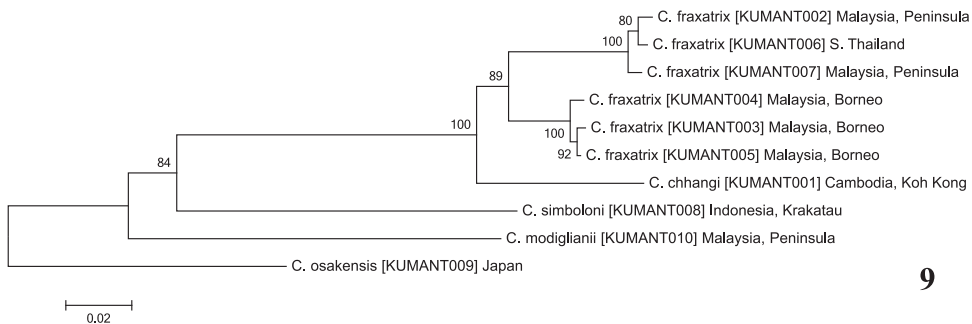 C. fraxatrix [KUMANT002] Malaysia, Peninsula
80
C. fraxatrix [KUMANT006] S. Thailand
100
C. fraxatrix [KUMANT007] Malaysia, Peninsula
89
C. fraxatrix [KUMANT004] Malaysia, Borneo
100
C. fraxatrix [KUMANT003] Malaysia, Borneo
100
92
C. fraxatrix [KUMANT005] Malaysia, Borneo
84
C. chhangi [KUMANT001] Cambodia, Koh Kong
C. simboloni [KUMANT008] Indonesia, Krakatau
C. modiglianii [KUMANT010] Malaysia, Peninsula
C. osakensis [KUMANT009] Japan
9
0.02